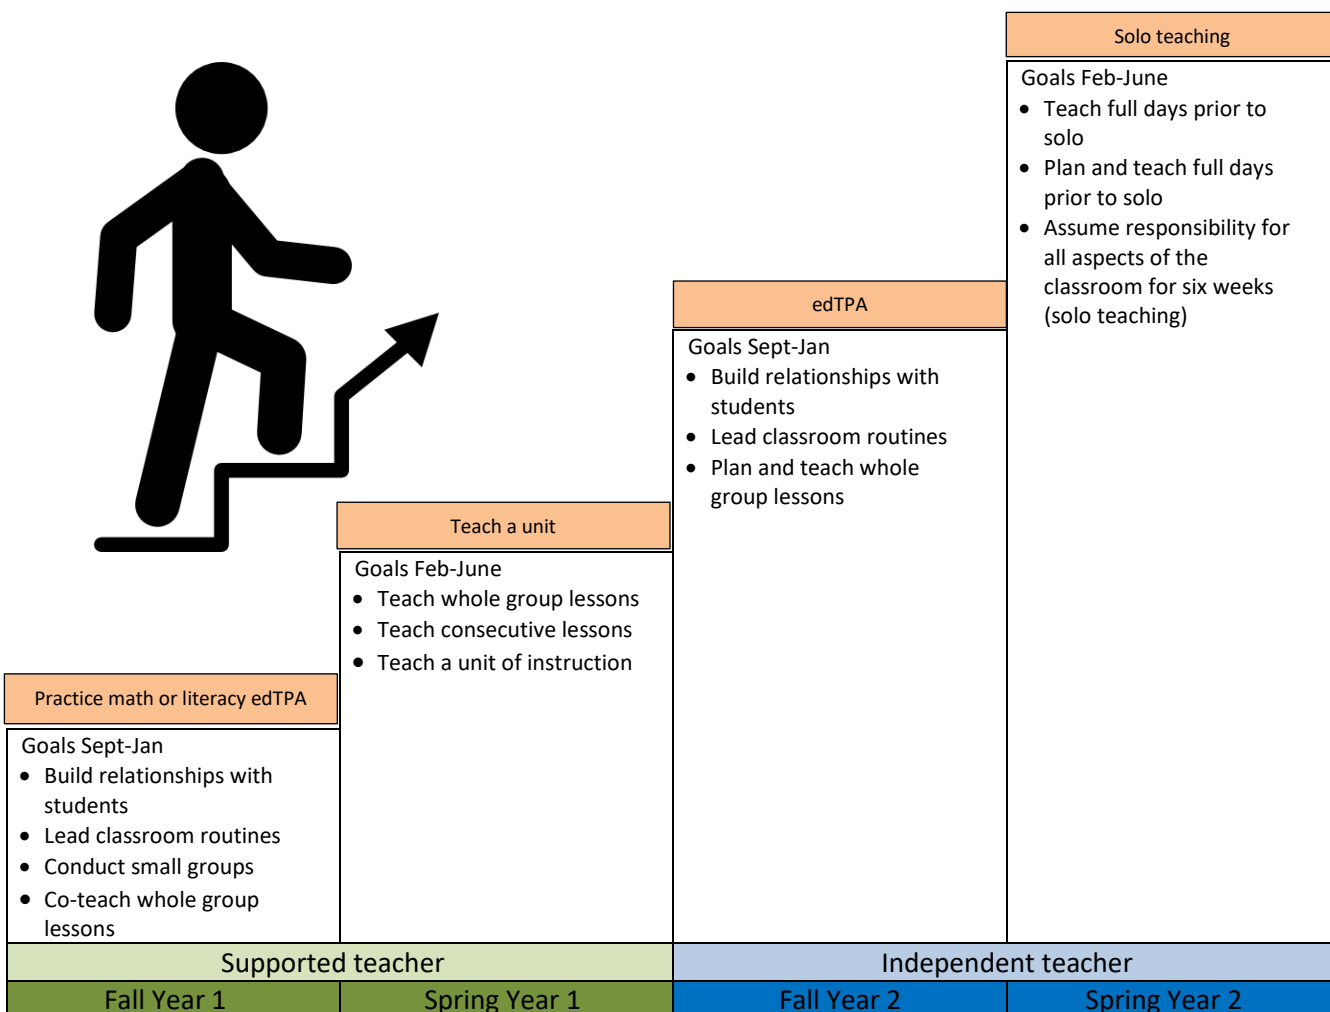 Solo teaching
Goals Feb-June
• Teach full days prior to
solo
• Plan and teach full days
prior to solo
• Assume responsibility for
all aspects of the
classroom for six weeks
(solo teaching)
edTPA
Goals Sept-Jan
• Build relationships with
students
• Lead classroom routines
• Plan and teach whole
group lessons
Teach a unit
Goals Feb-June
• Teach whole group lessons
• Teach consecutive lessons
• Teach a unit of instruction
Practice math or literacy edTPA
Goals Sept-Jan
• Build relationships with
students
• Lead classroom routines
• Conduct small groups
• Co-teach whole group
lessons
Supported teacher
Independent teacher
Fall Year 1
Spring Year 1
Fall Year 2
Spring Year 2